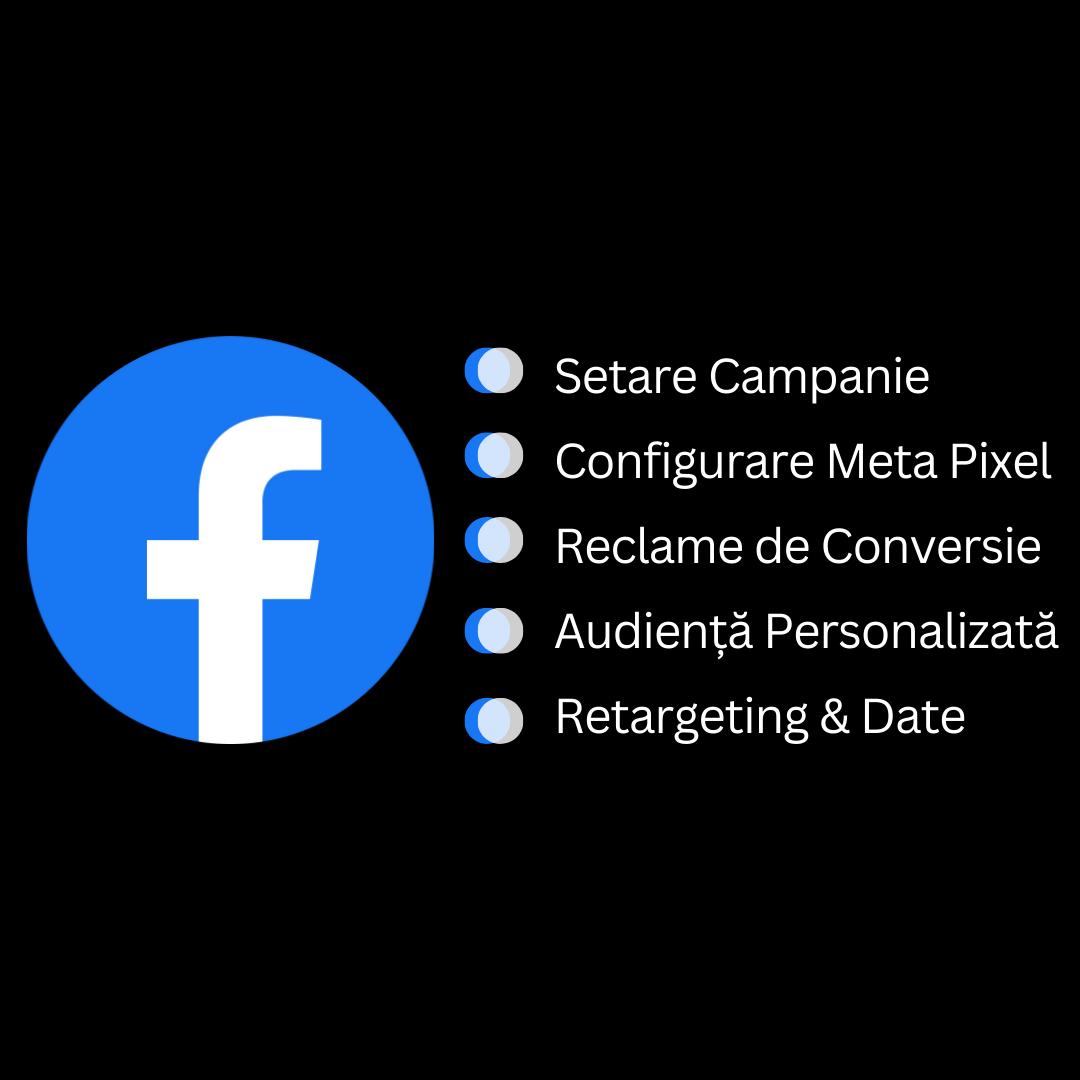 Setare Campanie
Configurare Meta Pixel
Reclame de Conversie
Audiență Personalizată
Retargeting & Date